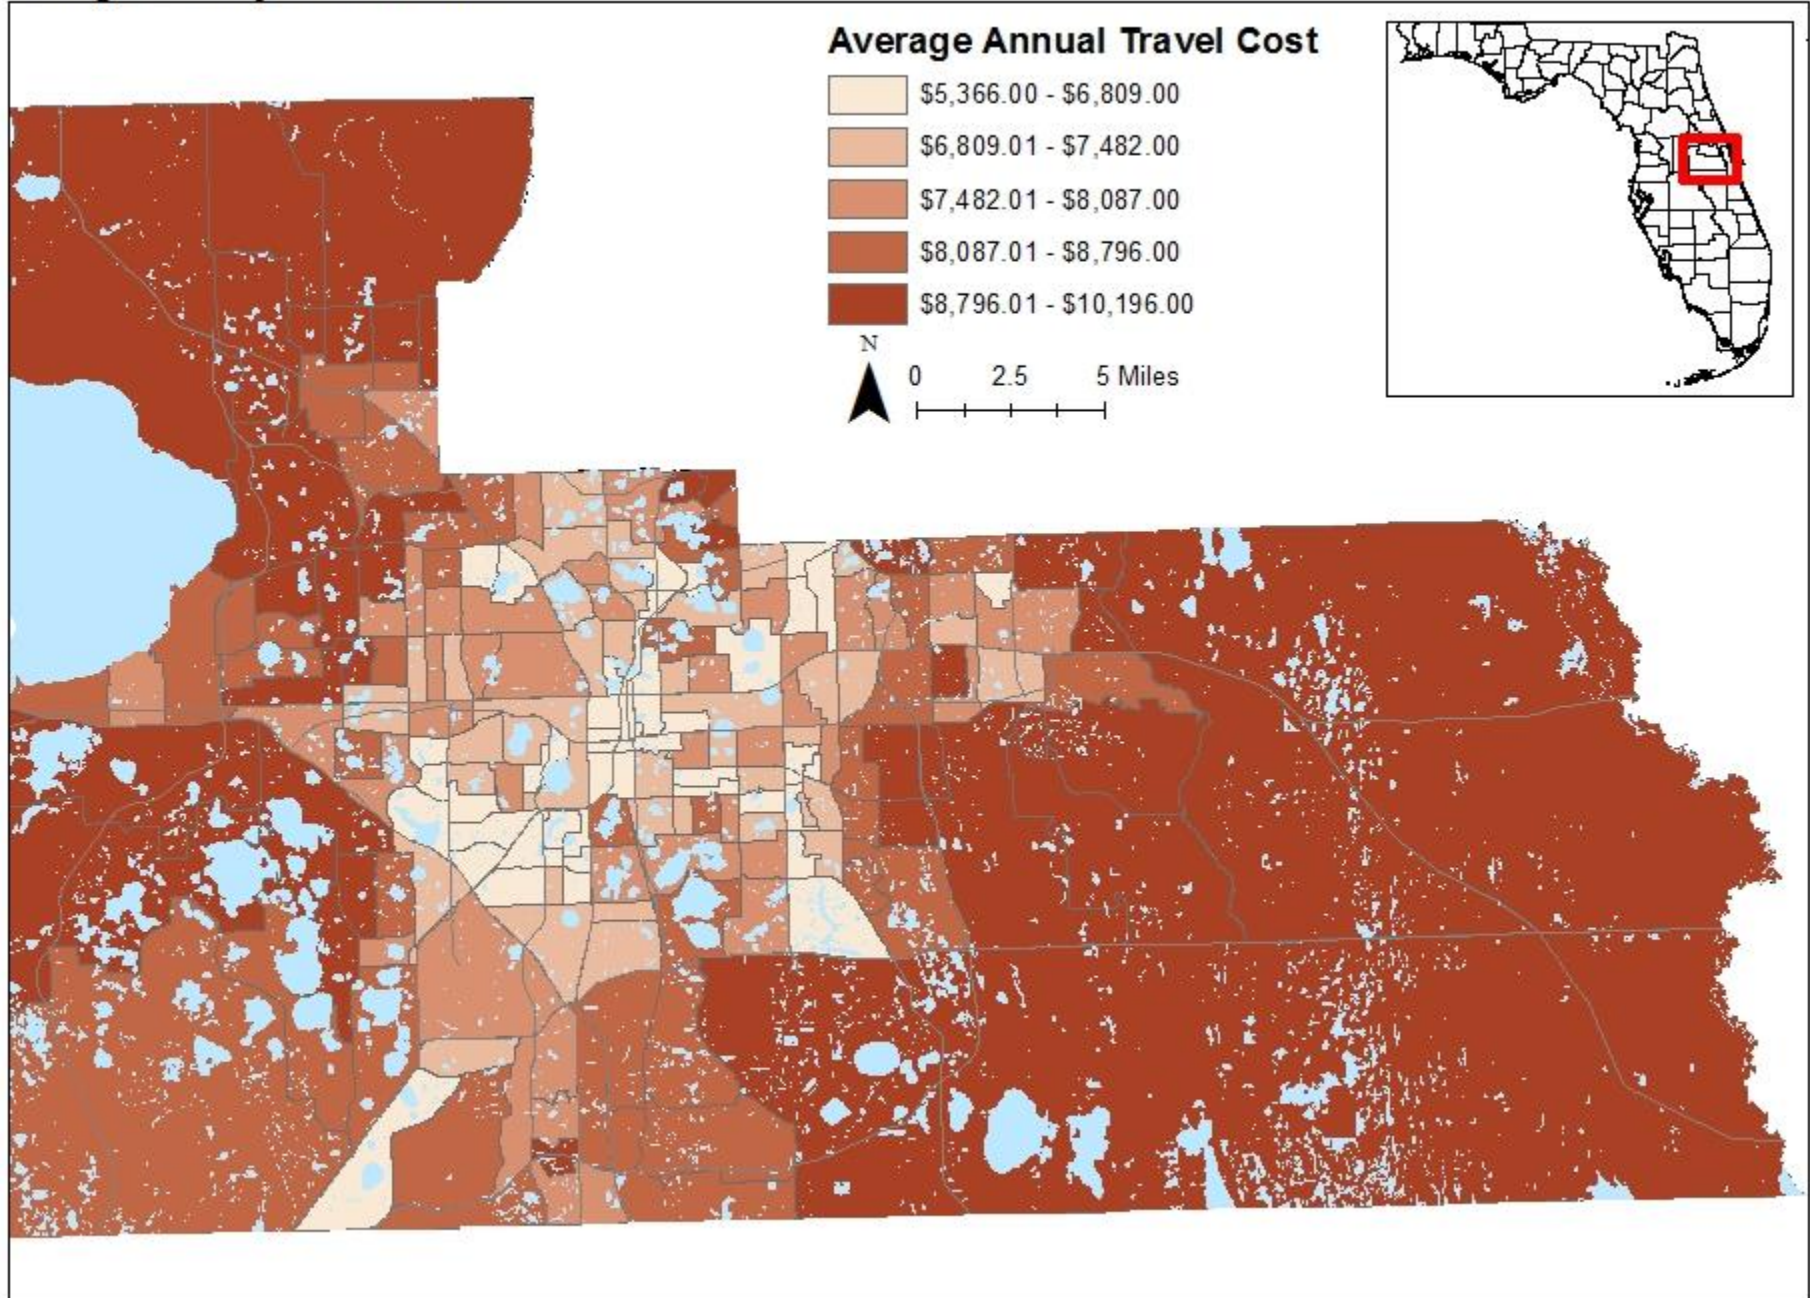 Average Annual Travel Cost
$5,366.00 - $6,809.00
$6,809.01 - $7,482.00
$7,482.01 - $8,087.00
$8,087.01 - $8,796.00
$8,796.01 - $10,196.00
N
0 2.5 5 Miles